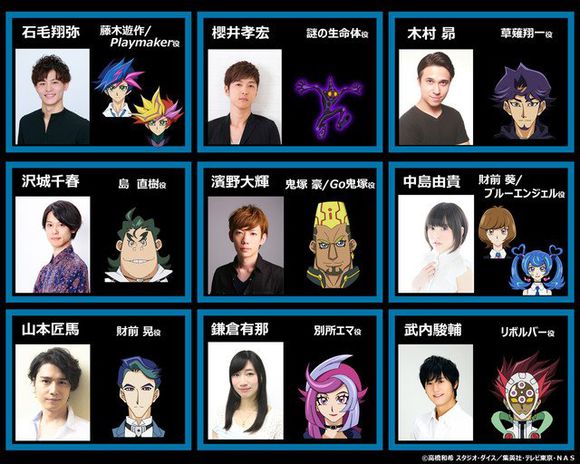 石毛翔弥
藤木遊作/
Playmaker役
櫻井孝宏
謎の生命体役
木村 昴
草薙翔一役
沢城千春
島 直樹役
濱野大輝
鬼塚 豪/Go鬼塚役
中島由貴
財前 葵/
ブルーエンジェル役
山本匠馬
財前 晃役
鎌倉有那
別所エマ役
武内駿輔
リボルバー役
©高橋和希 スタジオ・ダイス/集英社・テレビ東京・NAS